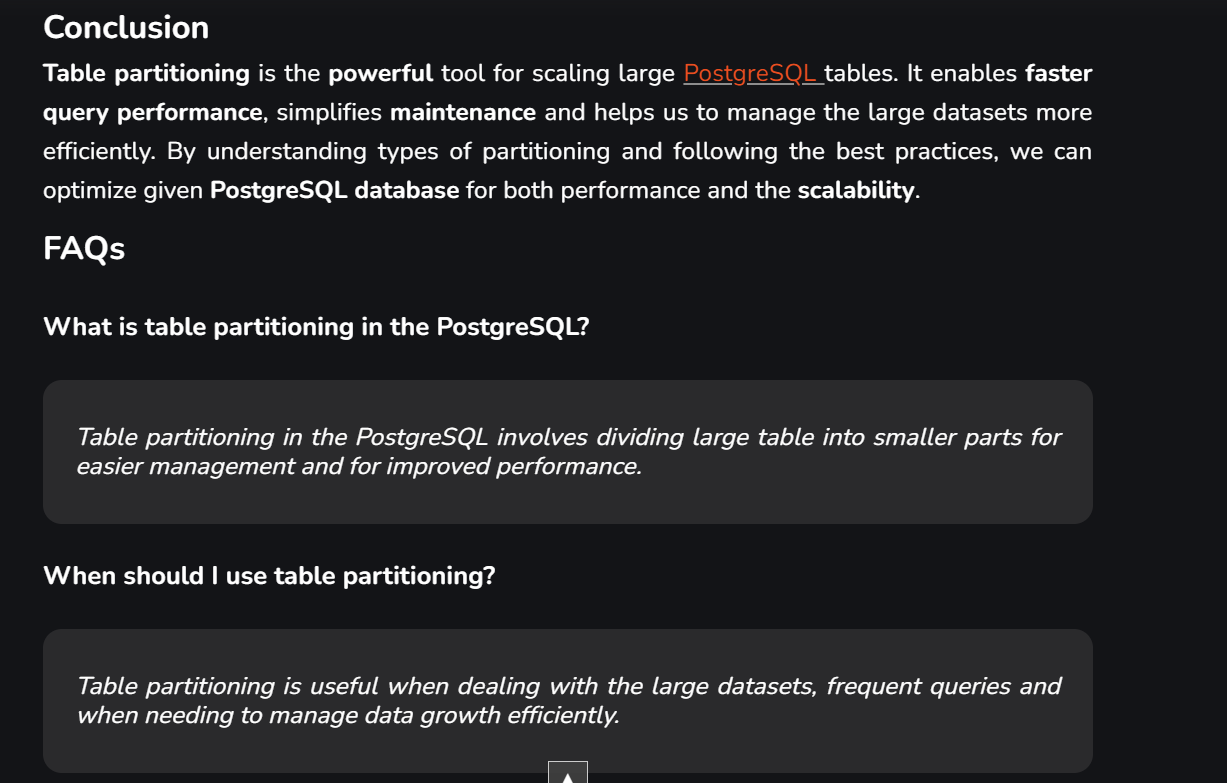 Conclusion
Table partitioning is the powerful tool for scaling large PostgreSQL tables. It enables faster
query performance, simplifies maintenance and helps us to manage the large datasets more
efficiently. By understanding types of partitioning and following the best practices, we can
optimize given PostgreSQL database for both performance and the scalability.
FAQs
What is table partitioning in the PostgreSQL?
Table partitioning in the PostgreSQL involves dividing large table into smaller parts for
easier management and for improved performance.
When should I use table partitioning?
Table partitioning is useful when dealing with the large datasets, frequent queries and
when needing to manage data growth efficiently.